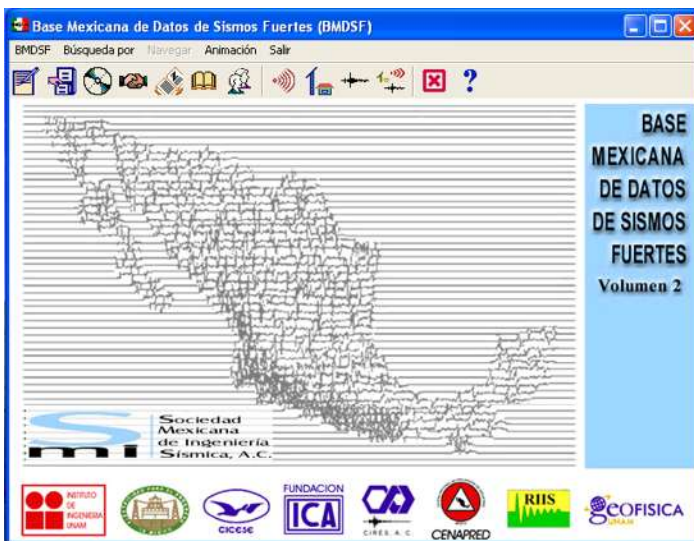 Base Mexicana de Datos de Sismos Fuertes (BMDSF)
BMDSF Búsqueda por Navegar Animación Salir
BASE
MEXICANA
DE DATOS
DE SISMOS
FUERTES
Volumen 2
smi
Sociedad
Mexicana
de Ingeniería
Sísmica, A.C.
INSTITUTO
DE
INGENIERIA
UNAM
CICESE
FUNDACION
ICA
CIRES, A. C.
CENAPRED
RIIS
GEOFISICA
UNAM